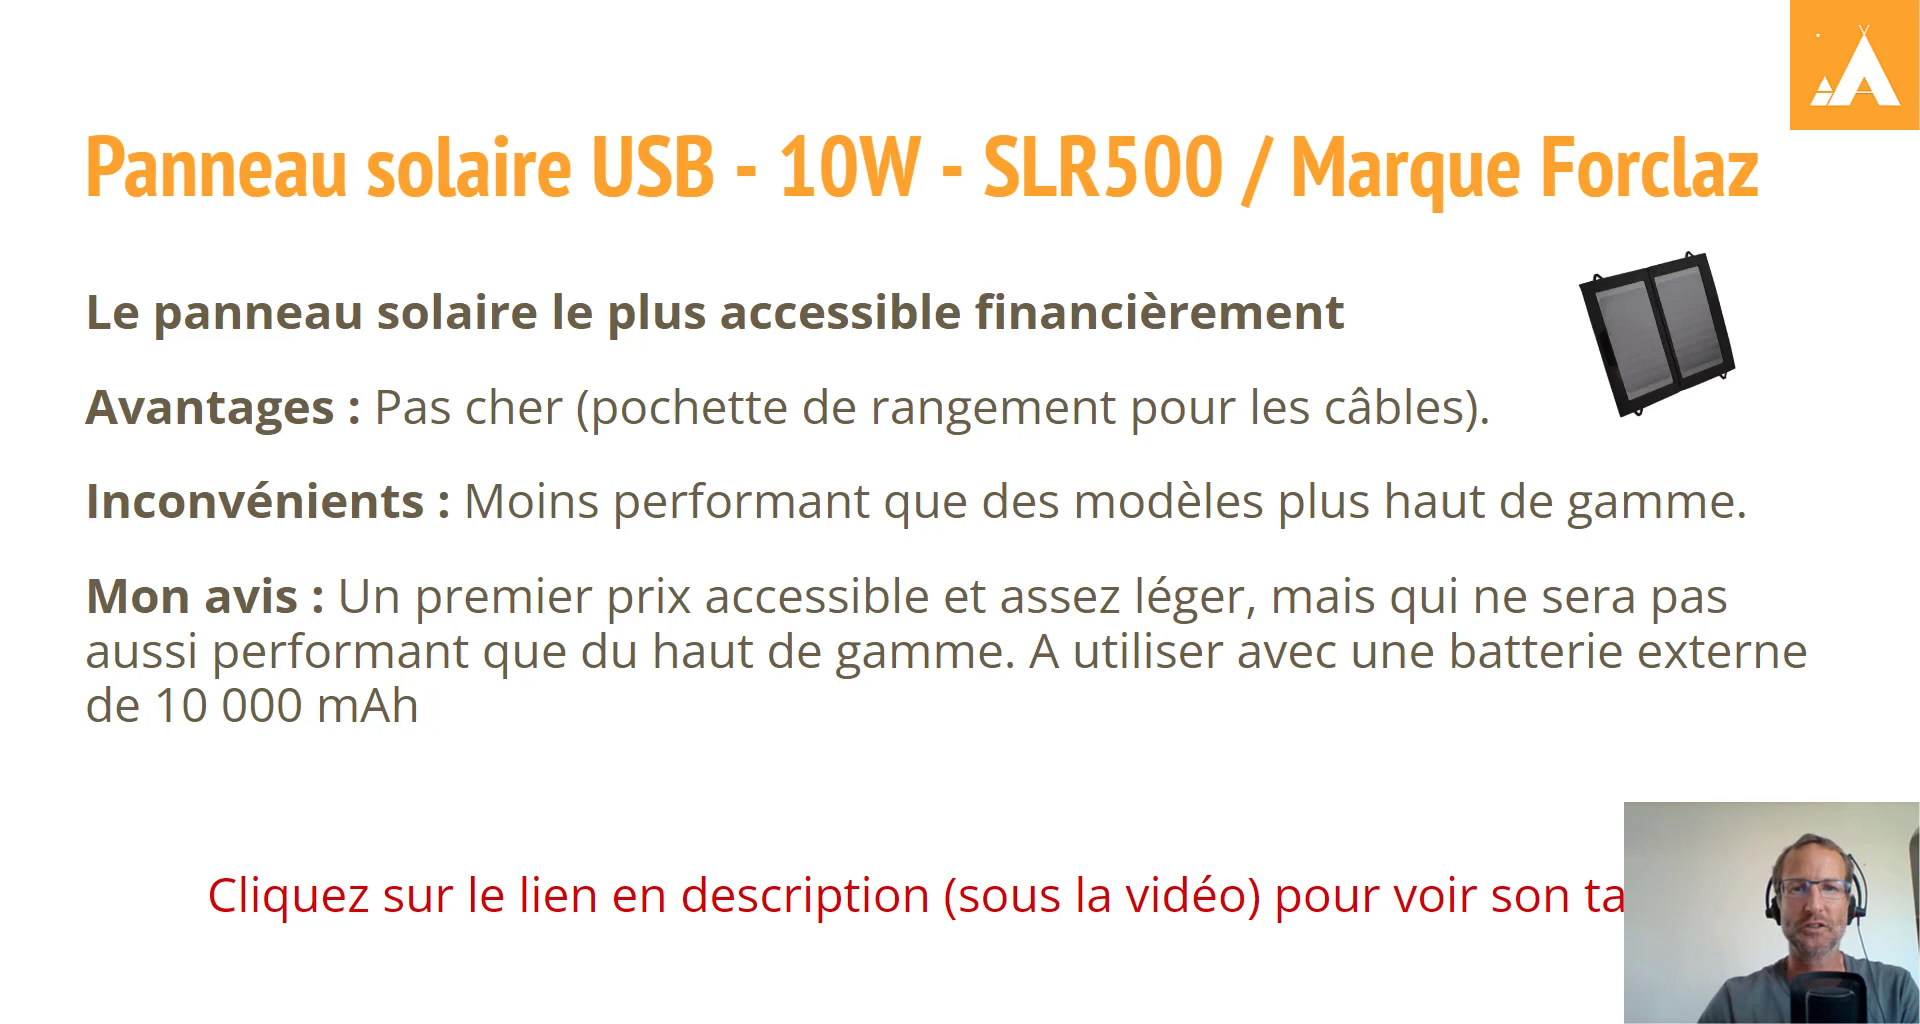 Panneau solaire USB - 10W - SLR500 / Marque Forclaz
Le panneau solaire le plus accessible financièrement
Avantages : Pas cher (pochette de rangement pour les câbles).
Inconvénients : Moins performant que des modèles plus haut de gamme.
Mon avis : Un premier prix accessible et assez léger, mais qui ne sera pas
aussi performant que du haut de gamme. A utiliser avec une batterie externe
de 10 000 mAh
Cliquez sur le lien en description (sous la vidéo) pour voir son